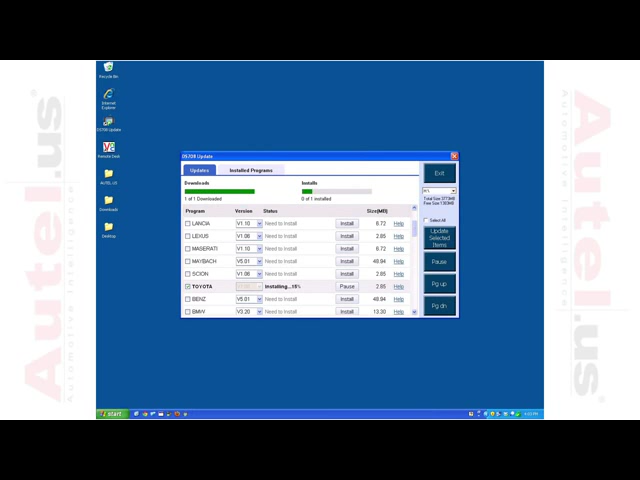 Recycle Bin
Internet
Explorer
DS708 Update
Remote Desk
AUTEL.US
Downloads
Desktop
DS708 Update
Updates
Installed Programs
Downloads
Installs
1 of 1 Downloaded
0 of 1 installed
Program Version Status Size(MB)
LANCIA V1.10 Need to Install Install 6.72 Help
LEXUS V1.08 Need to Install Install 2.85 Help
MASERATI V1.10 Need to Install Install 6.72 Help
MAYBACH V5.01 Need to Install Install 48.94 Help
SCION V1.08 Need to Install Install 2.85 Help
TOYOTA Installing...15% Pause 2.85 Help
BENZ V5.01 Need to Install Install 48.94 Help
BMW V3.20 Need to Install Install 13.30 Help
Exit
Select All
Update
Selected
Items
Pause
Pg up
Pg dn
start
Autel.us
Automotive Intelligence
Autel.us
Automotive Intelligence